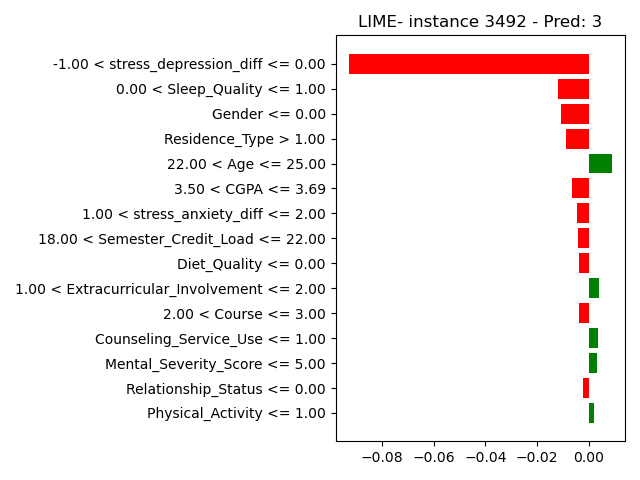 LIME- instance 3492 - Pred: 3
-1.00 < stress_depression_diff <= 0.00
0.00 < Sleep_Quality <= 1.00
Gender <= 0.00
Residence_Type > 1.00
22.00 < Age <= 25.00
3.50 < CGPA <= 3.69
1.00 < stress_anxiety_diff <= 2.00
18.00 < Semester_Credit_Load <= 22.00
Diet_Quality <= 0.00
1.00 < Extracurricular_Involvement <= 2.00
2.00 < Course <= 3.00
Counseling_Service_Use <= 1.00
Mental_Severity_Score <= 5.00
Relationship_Status <= 0.00
Physical_Activity <= 1.00
−0.08 −0.06 −0.04 −0.02 0.00